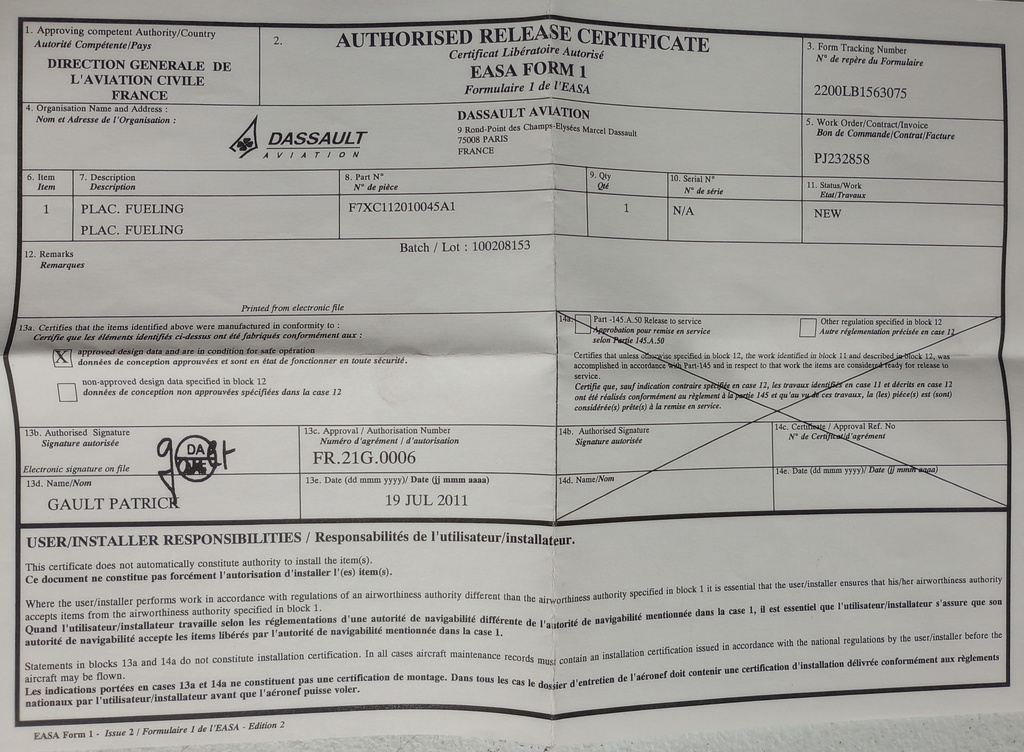 1. Approving competent Authority/Country
Autorité Compétente/Pays
DIRECTION GENERALE DE
L'AVIATION CIVILE
FRANCE
2.
AUTHORISED RELEASE CERTIFICATE
Certificat Libératoire Autorisé
EASA FORM 1
Formulaire 1 de l'EASA
3. Form Tracking Number
N° de repère du Formulaire
2200LB1563075
4. Organisation Name and Address :
Nom et Adresse de l'Organisation :
DASSAULT
AVIATION
DASSAULT AVIATION
9 Rond-Point des Champs-Elysées Marcel Dassault
75008 PARIS
FRANCE
5. Work Order/Contract/Invoice
Bon de Commande/Contrat/Facture
PJ232858
6. Item
Item
7. Description
Description
8. Part N°
N° de pièce
9. Qty
Qté
10. Serial N°
N° de série
11. Status/Work
Etat/Travaux
1
PLAC. FUELING
PLAC. FUELING
F7XC112010045A1
1
N/A
NEW
12. Remarks
Remarques
Batch / Lot : 100208153
Printed from electronic file
13a. Certifies that the items identified above were manufactured in conformity to :
Certifie que les éléments identifiés ci-dessus ont été fabriqués conformément aux :
X
approved design data and are in condition for safe operation
données de conception approuvées et sont en état de fonctionner en toute sécurité.
non-approved design data specified in block 12
données de conception non approuvées spécifiées dans la case 12
14a.
Part -145.A.50 Release to service
Approbation pour remise en service
selon Partie 145.A.50
Other regulation specified in block 12
Autre réglementation précisée en case 12
Certifies that unless otherwise specified in block 12, the work identified in block 11 and described in block 12, was
accomplished in accordance with Part-145 and in respect to that work the items are considered ready for release to
service.
Certifie que, sauf indication contraire spécifiée en case 12, les travaux identifiés en case 11 et décrits en case 12
ont été réalisés conformément au règlement à la partie 145 et qu'au vu de ces travaux, la (les) pièce(s) est (sont)
considérée(s) prête(s) à la remise en service.
13b. Authorised Signature
Signature autorisée
Electronic signature on file
DA
13c. Approval / Authorisation Number
Numéro d'agrément / d'autorisation
FR.21G.0006
14b. Authorised Signature
Signature autorisée
14c. Certificate / Approval Ref. No
N° de Certificat/d'agrément
13d. Name/Nom
GAULT PATRICK
13e. Date (dd mmm yyyy)/ Date (jj mmm aaaa)
19 JUL 2011
14d. Name/Nom
14e. Date (dd mmm yyyy)/ Date (jj mmm aaaa)
USER/INSTALLER RESPONSIBILITIES / Responsabilités de l'utilisateur/installateur.
This certificate does not automatically constitute authority to install the item(s).
Ce document ne constitue pas forcément l'autorisation d'installer l'(es) item(s).
Where the user/installer performs work in accordance with regulations of an airworthiness authority different than the airworthiness authority specified in block 1 it is essential that the user/installer ensures that his/her airworthiness authority
accepts items from the airworthiness authority specified in block 1.
Quand l'utilisateur/installateur travaille selon les réglementations d'une autorité de navigabilité différente de l'autorité de navigabilité mentionnée dans la case 1, il est essentiel que l'utilisateur/installateur s'assure que son
autorité de navigabilité accepte les items libérés par l'autorité de navigabilité mentionnée dans la case 1.
Statements in blocks 13a and 14a do not constitute installation certification. In all cases aircraft maintenance records must contain an installation certification issued in accordance with the national regulations by the user/installer before the
aircraft may be flown.
Les indications portées en cases 13a et 14a ne constituent pas une certification de montage. Dans tous les cas le dossier d'entretien de l'aéronef doit contenir une certification d'installation délivrée conformément aux règlements
nationaux par l'utilisateur/installateur avant que l'aéronef puisse voler.
EASA Form 1 - Issue 2 / Formulaire 1 de l'EASA - Edition 2